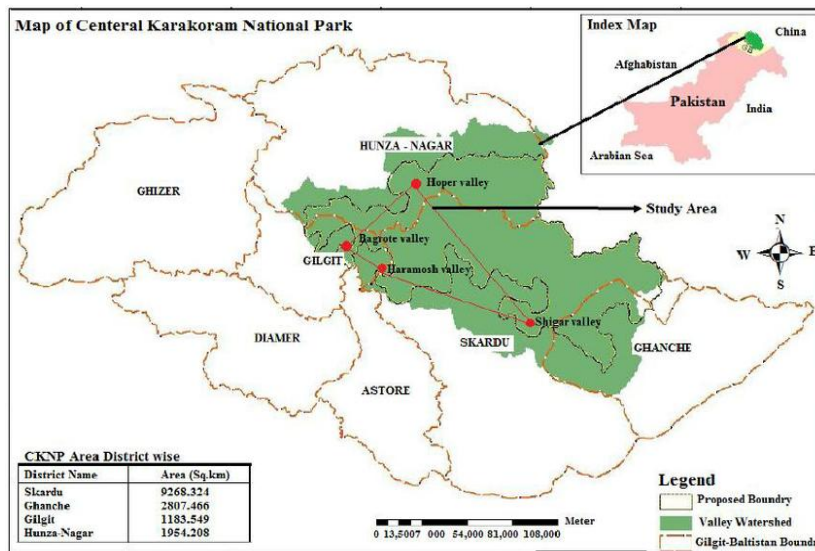 Map of Centeral Karakoram National Park
Index Map
China
Afghabistan
Pakistan
India
Arabian Sea
HUNZA - NAGAR
GHIZER
Hoper valley
Study Area
Bagrote valley
GILGIT
Haramosh valley
N
W E
S
DIAMER
Shigar valley
SKARDU
GHANCHE
ASTORE
CKNP Area District wise
District Name Area (Sq.km)
Skardu 9268.324
Ghanche 2807.466
Gilgit 1183.549
Hunza-Nagar 1954.208
Meter
0 13,5007 000 54,000 81,000 108,000
Legend
Proposed Boundry
Valley Watershed
Gilgit-Baltistan Bound